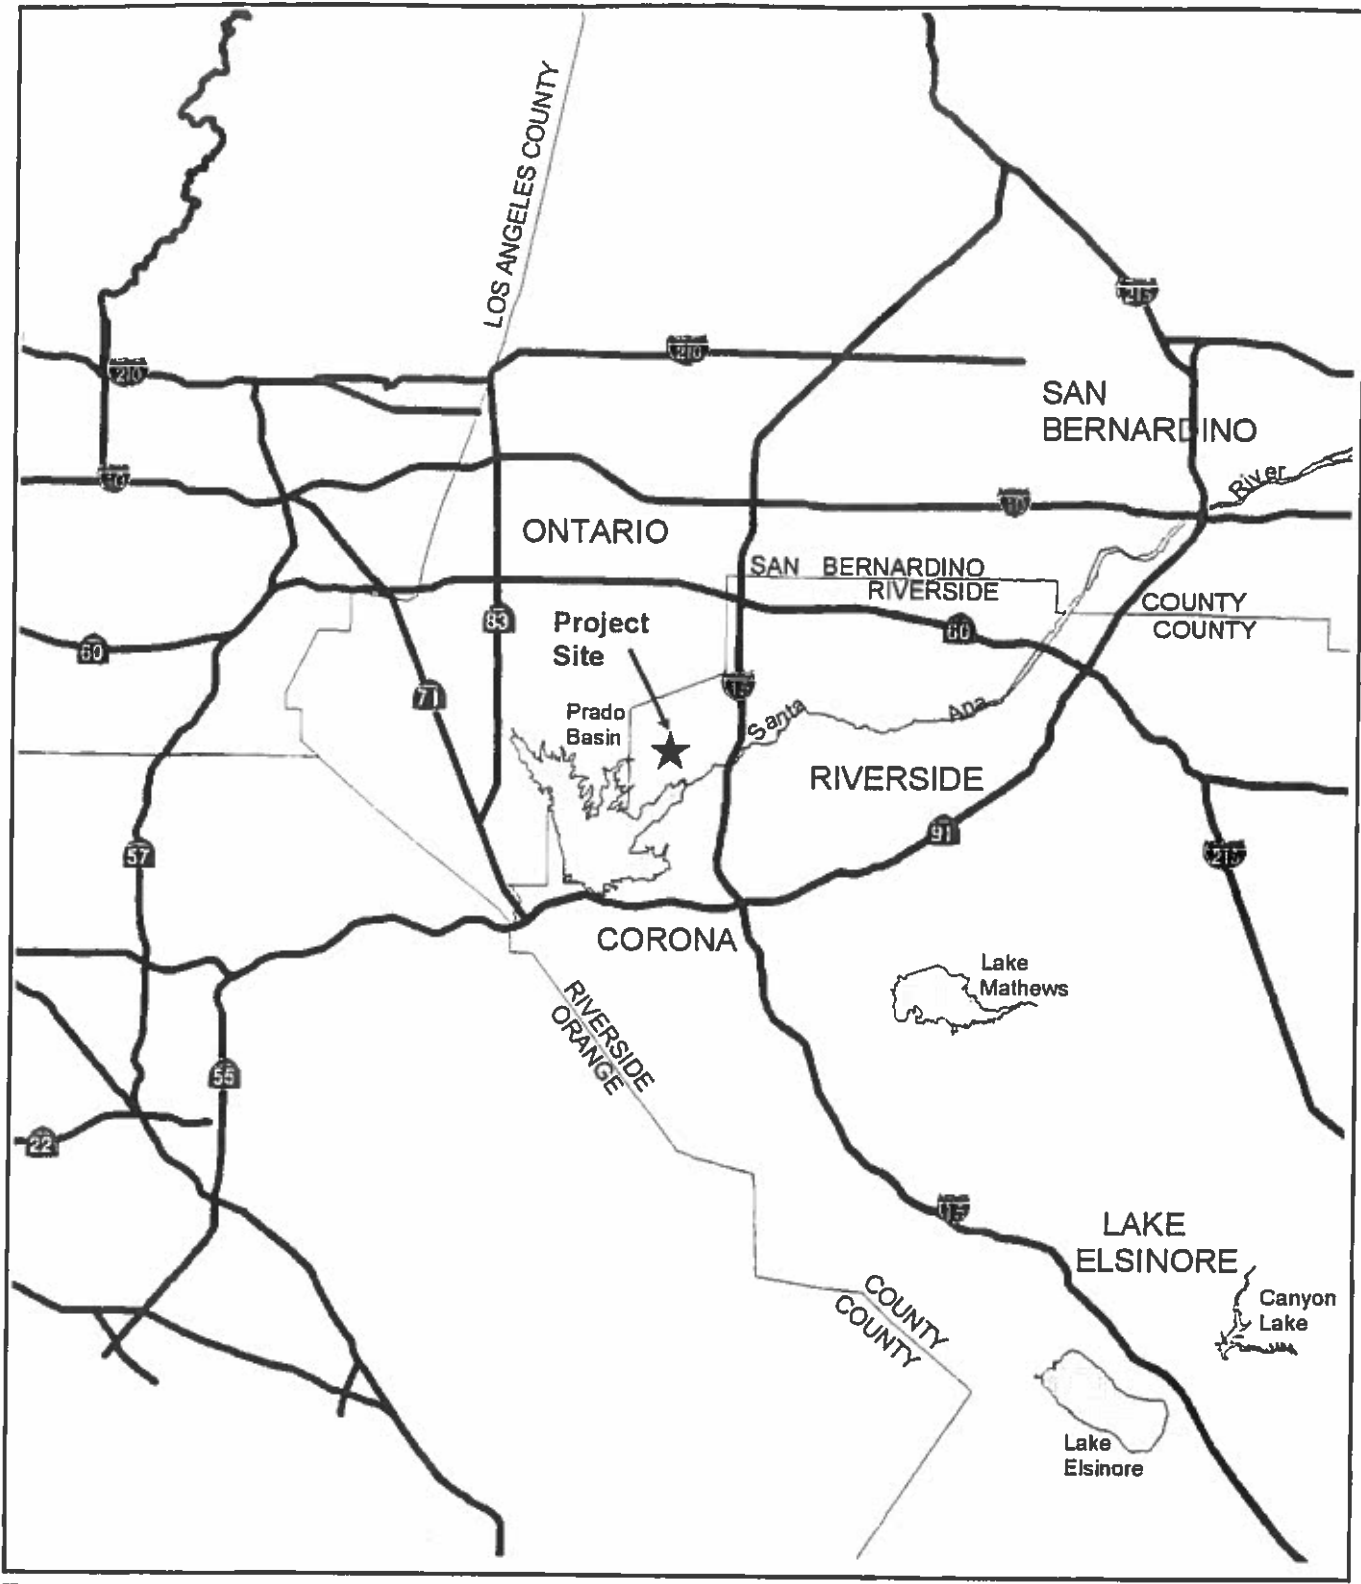 LOS ANGELES COUNTY
215
210
210
SAN
BERNARDINO
River
10
10
ONTARIO
SAN BERNARDINO
RIVERSIDE
COUNTY
COUNTY
83
Project
Site
60
60
71
15
Prado
Basin
Santa
Ana
RIVERSIDE
91
57
215
CORONA
Lake
Mathews
RIVERSIDE
ORANGE
55
22
15
LAKE
ELSINORE
COUNTY
COUNTY
Canyon
Lake
Lake
Elsinore